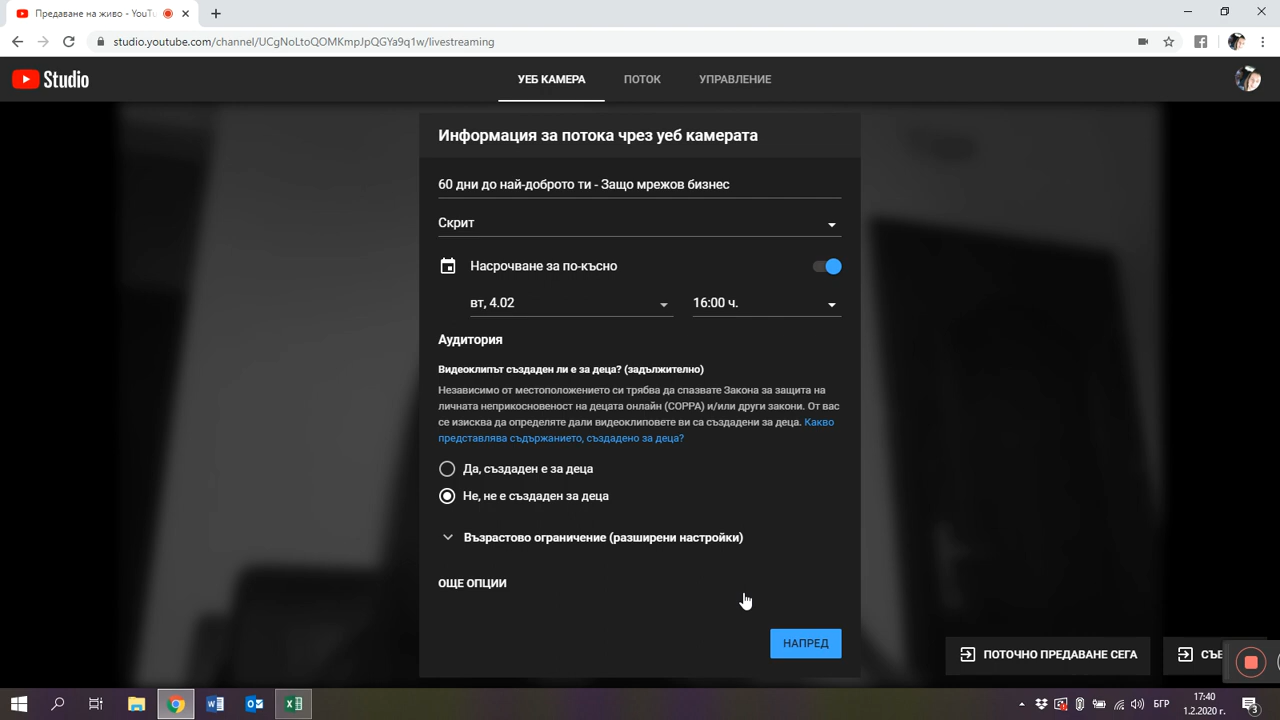 Предаване на живо - YouTu
studio.youtube.com/channel/UCgNoLtoQOMKmpJpQGYa9q1w/livestreaming
Studio
УЕБ КАМЕРА
ПОТОК
УПРАВЛЕНИЕ
Информация за потока чрез уеб камерата
60 дни до най-доброто ти - Защо мрежов бизнес
Скрит
Насрочване за по-късно
вт, 4.02
16:00 ч.
Аудитория
Видеоклипът създаден ли е за деца? (задължително)
Независимо от местоположението си трябва да спазвате Закона за защита на
личната неприкосновеност на децата онлайн (COPPA) и/или други закони. От вас
се изисква да определяте дали видеоклиповете ви са създадени за деца. Какво
представлява съдържанието, създадено за деца?
Да, създаден е за деца
Не, не е създаден за деца
Възрастово ограничение (разширени настройки)
ОЩЕ ОПЦИИ
НАПРЕД
ПОТОЧНО ПРЕДАВАНЕ СЕГА
СЪЕ
БГР
17:40
1.2.2020 г.
3